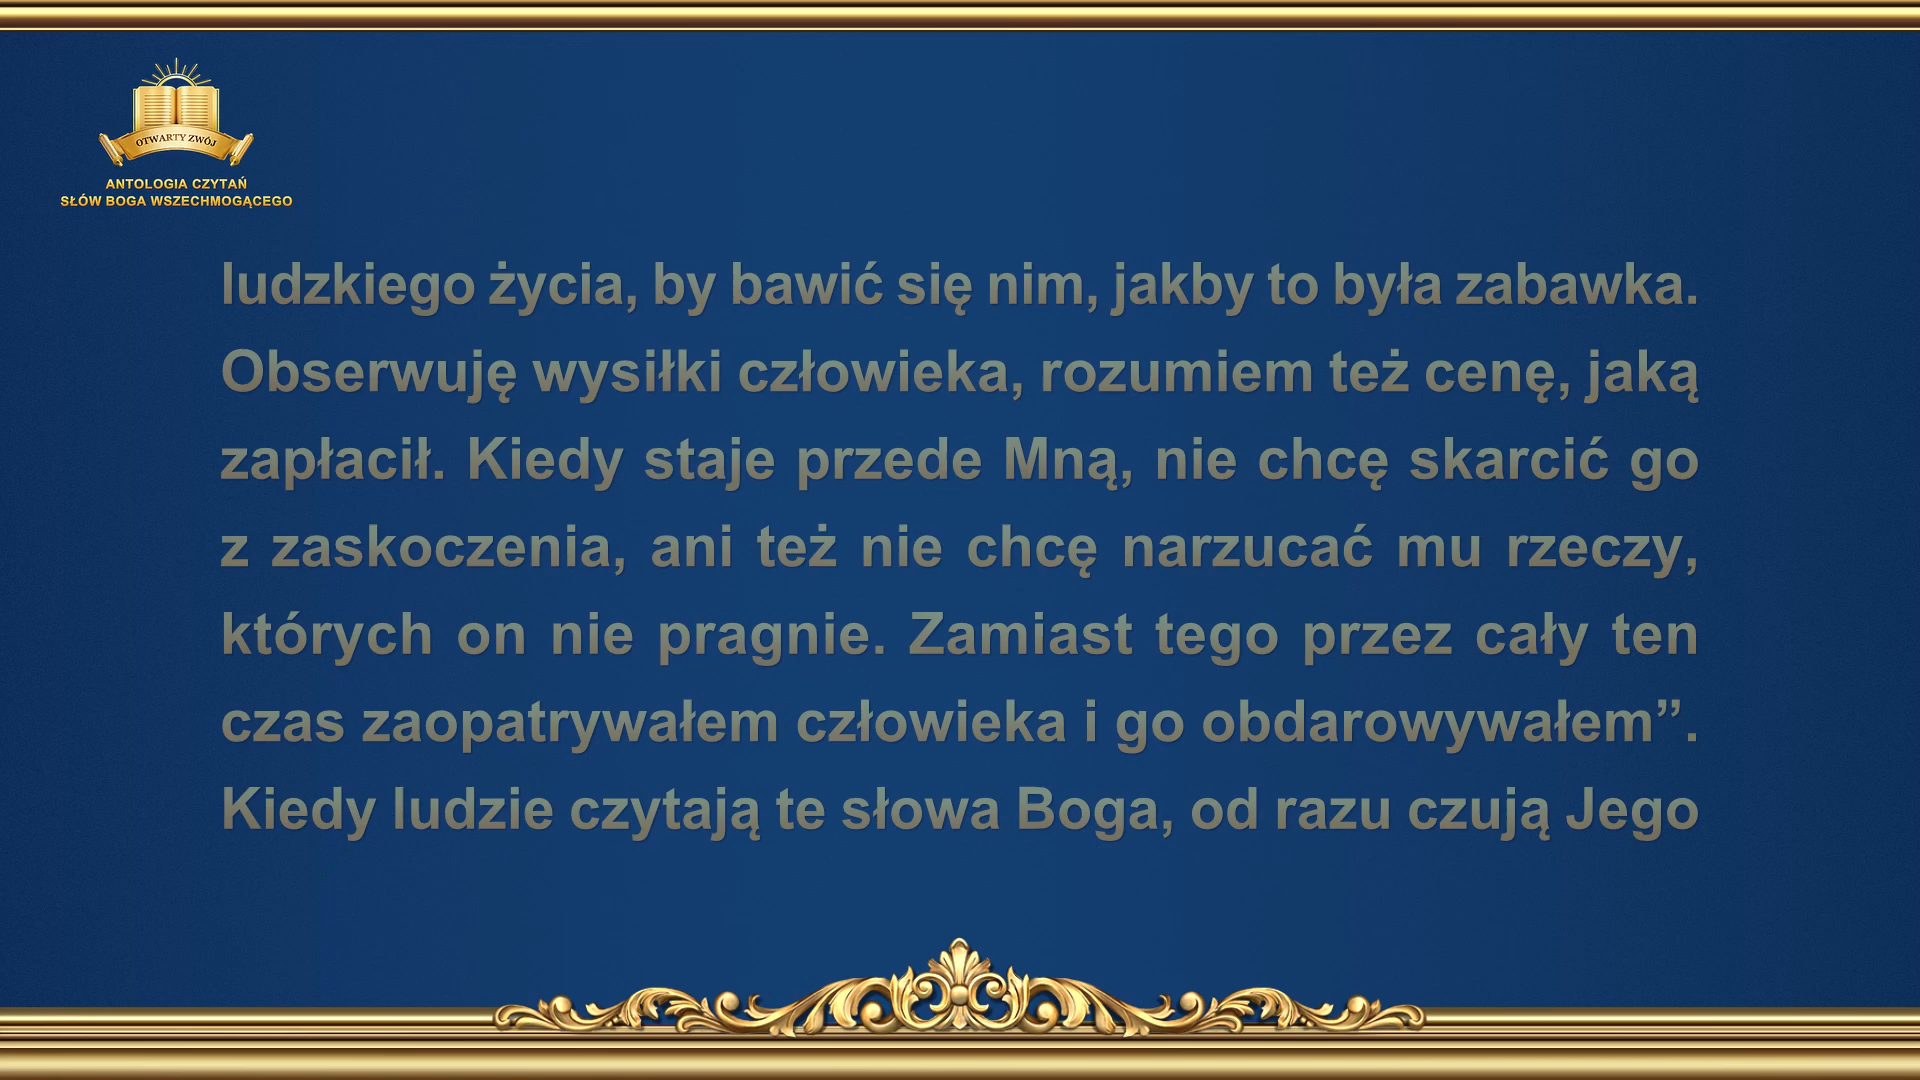 OTWARTY ZWÓJ
ANTOLOGIA CZYTAŃ
SŁÓW BOGA WSZECHMOGĄCEGO
ludzkiego życia, by bawić się nim, jakby to była zabawka.
Obserwuję wysiłki człowieka, rozumiem też cenę, jaką
zapłacił. Kiedy staje przede Mną, nie chcę skarcić go
z zaskoczenia, ani też nie chcę narzucać mu rzeczy,
których on nie pragnie. Zamiast tego przez cały ten
czas zaopatrywałem człowieka i go obdarowywałem”.
Kiedy ludzie czytają te słowa Boga, od razu czują Jego